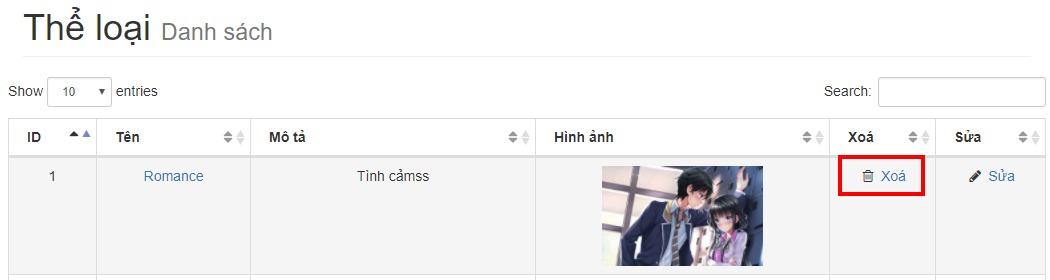 Thể loại Danh sách
Show 10 entries Search:
ID Tên Mô tả Hình ảnh Xoá Sửa
1 Romance Tình cảmss Xoá Sửa